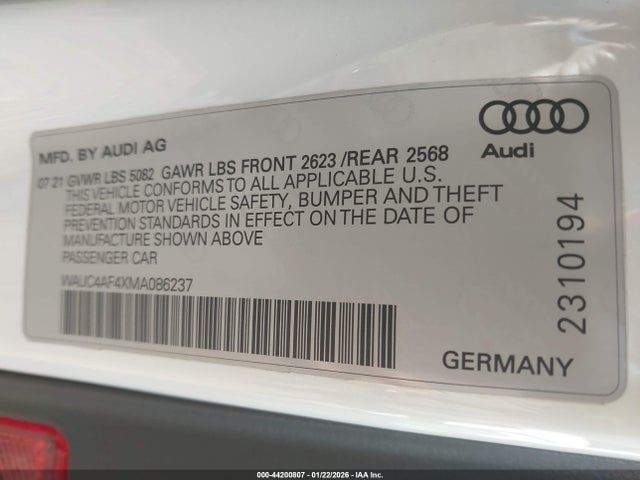 MFD. BY AUDI AG
07 21 GVWR LBS 5082 GAWR LBS FRONT 2623 /REAR 2568
THIS VEHICLE CONFORMS TO ALL APPLICABLE U.S.
FEDERAL MOTOR VEHICLE SAFETY, BUMPER AND THEFT
PREVENTION STANDARDS IN EFFECT ON THE DATE OF
MANUFACTURE SHOWN ABOVE
PASSENGER CAR
WAUC4AF4XMA086237
Audi
2310194
GERMANY
000-44200807 - 01/22/2026 - IAA Inc.